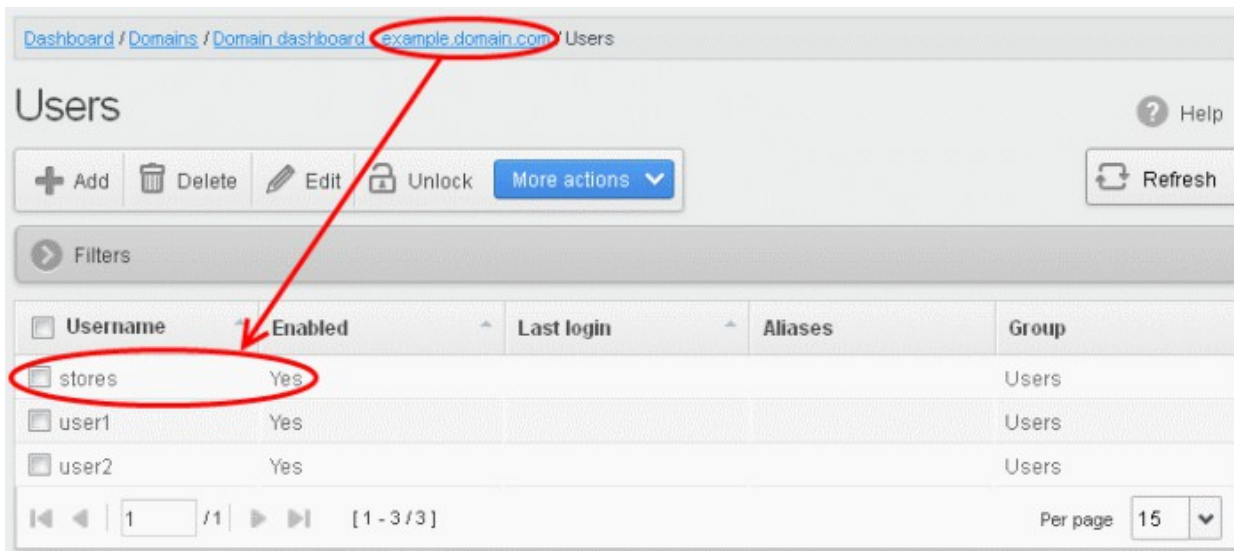 Dashboard / Domains / Domain dashboard - example.domain.com / Users
Users
Help
Add Delete Edit Unlock More actions
Refresh
Filters
Username Enabled Last login Aliases Group
stores Yes Users
user1 Yes Users
user2 Yes Users
1 /1 [ 1 - 3 / 3 ] Per page 15